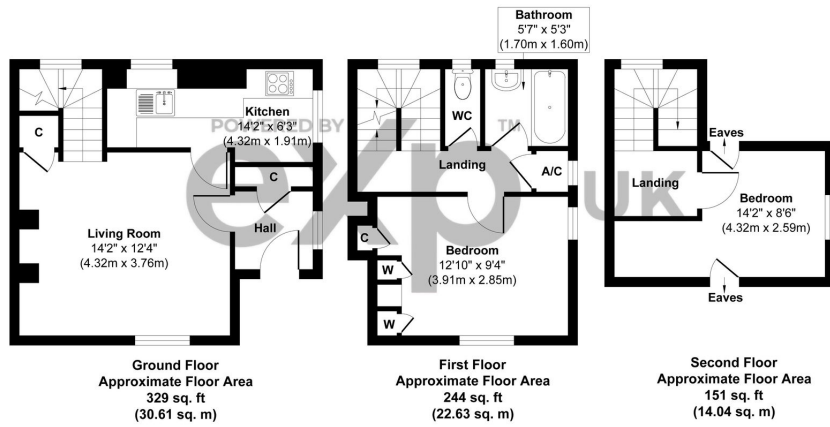 Bathroom
5'7" x 5'3"
(1.70m x 1.60m)
Kitchen
14'2" x 6'3"
(4.32m x 1.91m)
C
C
Living Room
14'2" x 12'4"
(4.32m x 3.76m)
Hall
Ground Floor
Approximate Floor Area
329 sq. ft
(30.61 sq. m)
WC
Landing
A/C
C
Bedroom
12'10" x 9'4"
(3.91m x 2.85m)
W
W
First Floor
Approximate Floor Area
244 sq. ft
(22.63 sq. m)
Eaves
Landing
Bedroom
14'2" x 8'6"
(4.32m x 2.59m)
Eaves
Second Floor
Approximate Floor Area
151 sq. ft
(14.04 sq. m)
POWERED BY
exp UK
TM